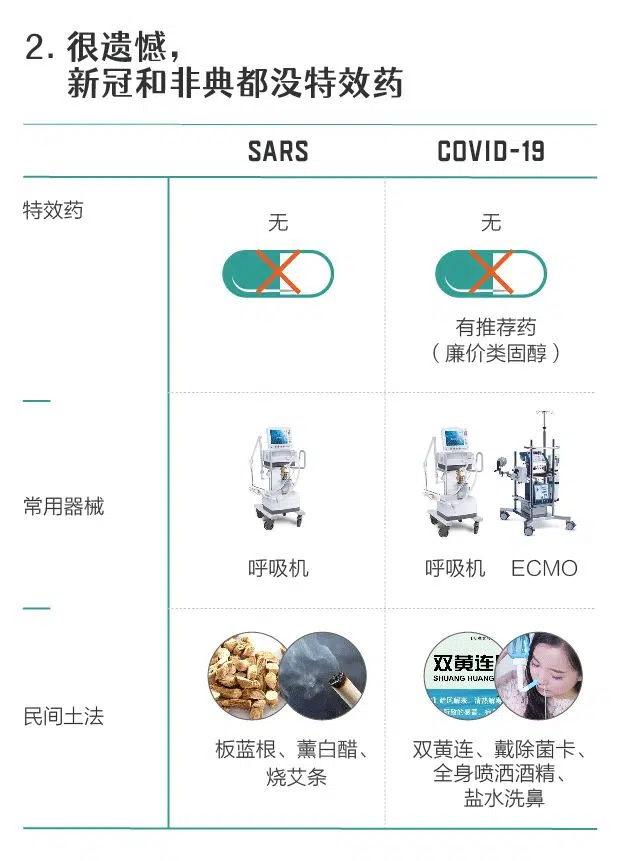 2. 很遗憾，
新冠和非典都没特效药
SARS COVID-19
特效药
无 无
有推荐药
（廉价类固醇）
常用器械
呼吸机 呼吸机 ECMO
民间土法
双黄连
SHUANG HUANG
板蓝根、薰白醋、
烧艾条
双黄连、戴除菌卡、
全身喷洒酒精、
盐水洗鼻